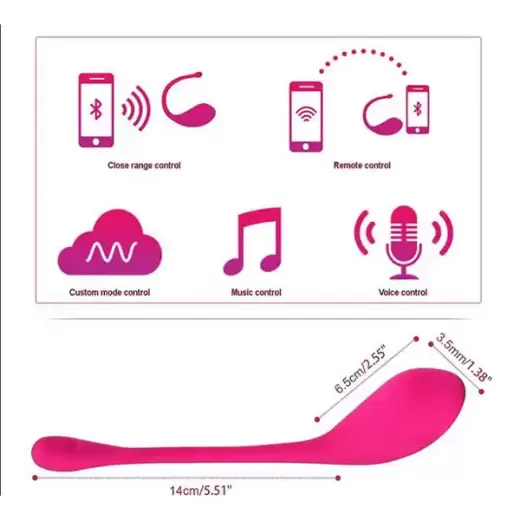 Close range control
Remote control
Custom mode control
Music control
Voice control
6.5cm/2.55"
3.5mm/1.38"
14cm/5.51"